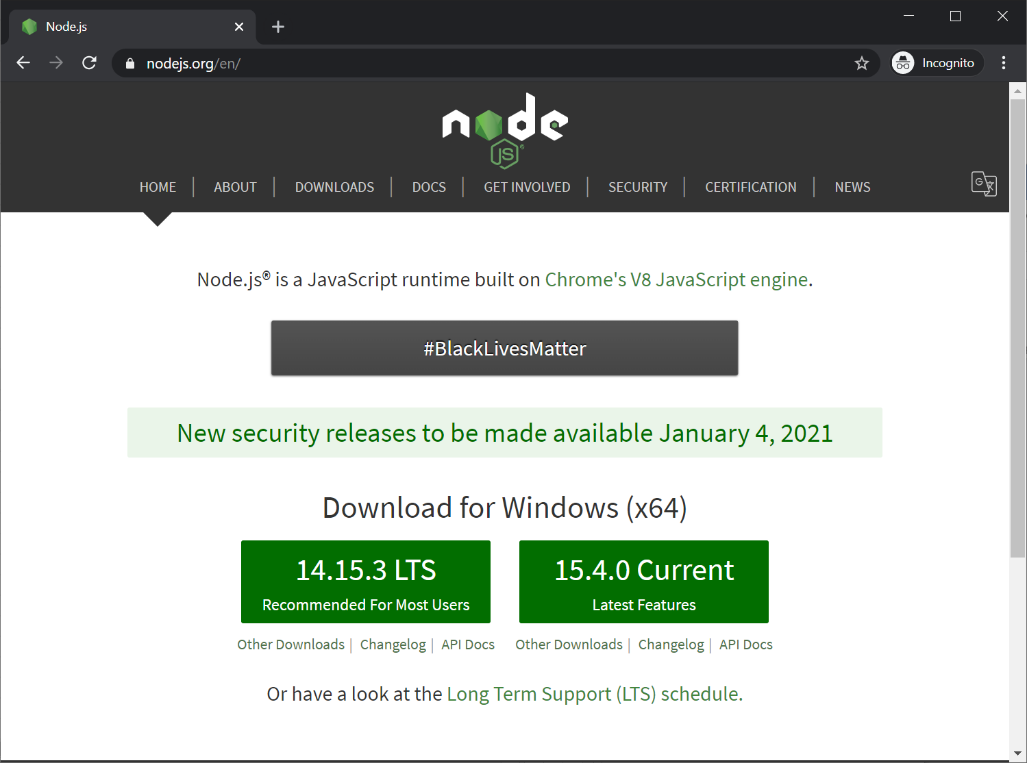 Node.js
nodejs.org/en/
Incognito
node
JS
HOME | ABOUT | DOWNLOADS | DOCS | GET INVOLVED | SECURITY | CERTIFICATION | NEWS
Node.js® is a JavaScript runtime built on Chrome's V8 JavaScript engine.
#BlackLivesMatter
New security releases to be made available January 4, 2021
Download for Windows (x64)
14.15.3 LTS 15.4.0 Current
Recommended For Most Users Latest Features
Other Downloads | Changelog | API Docs Other Downloads | Changelog | API Docs
Or have a look at the Long Term Support (LTS) schedule.